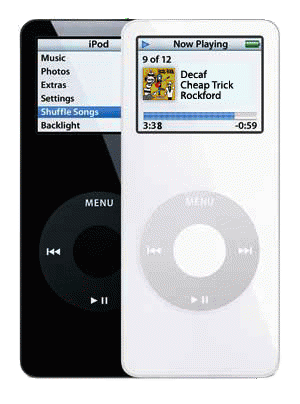 iPod
Music
Photos
Extras
Settings
Shuffle Songs
Backlight
MENU
Now Playing
9 of 12
Decaf
Cheap Trick
Rockford
3:38
-0:59
MENU